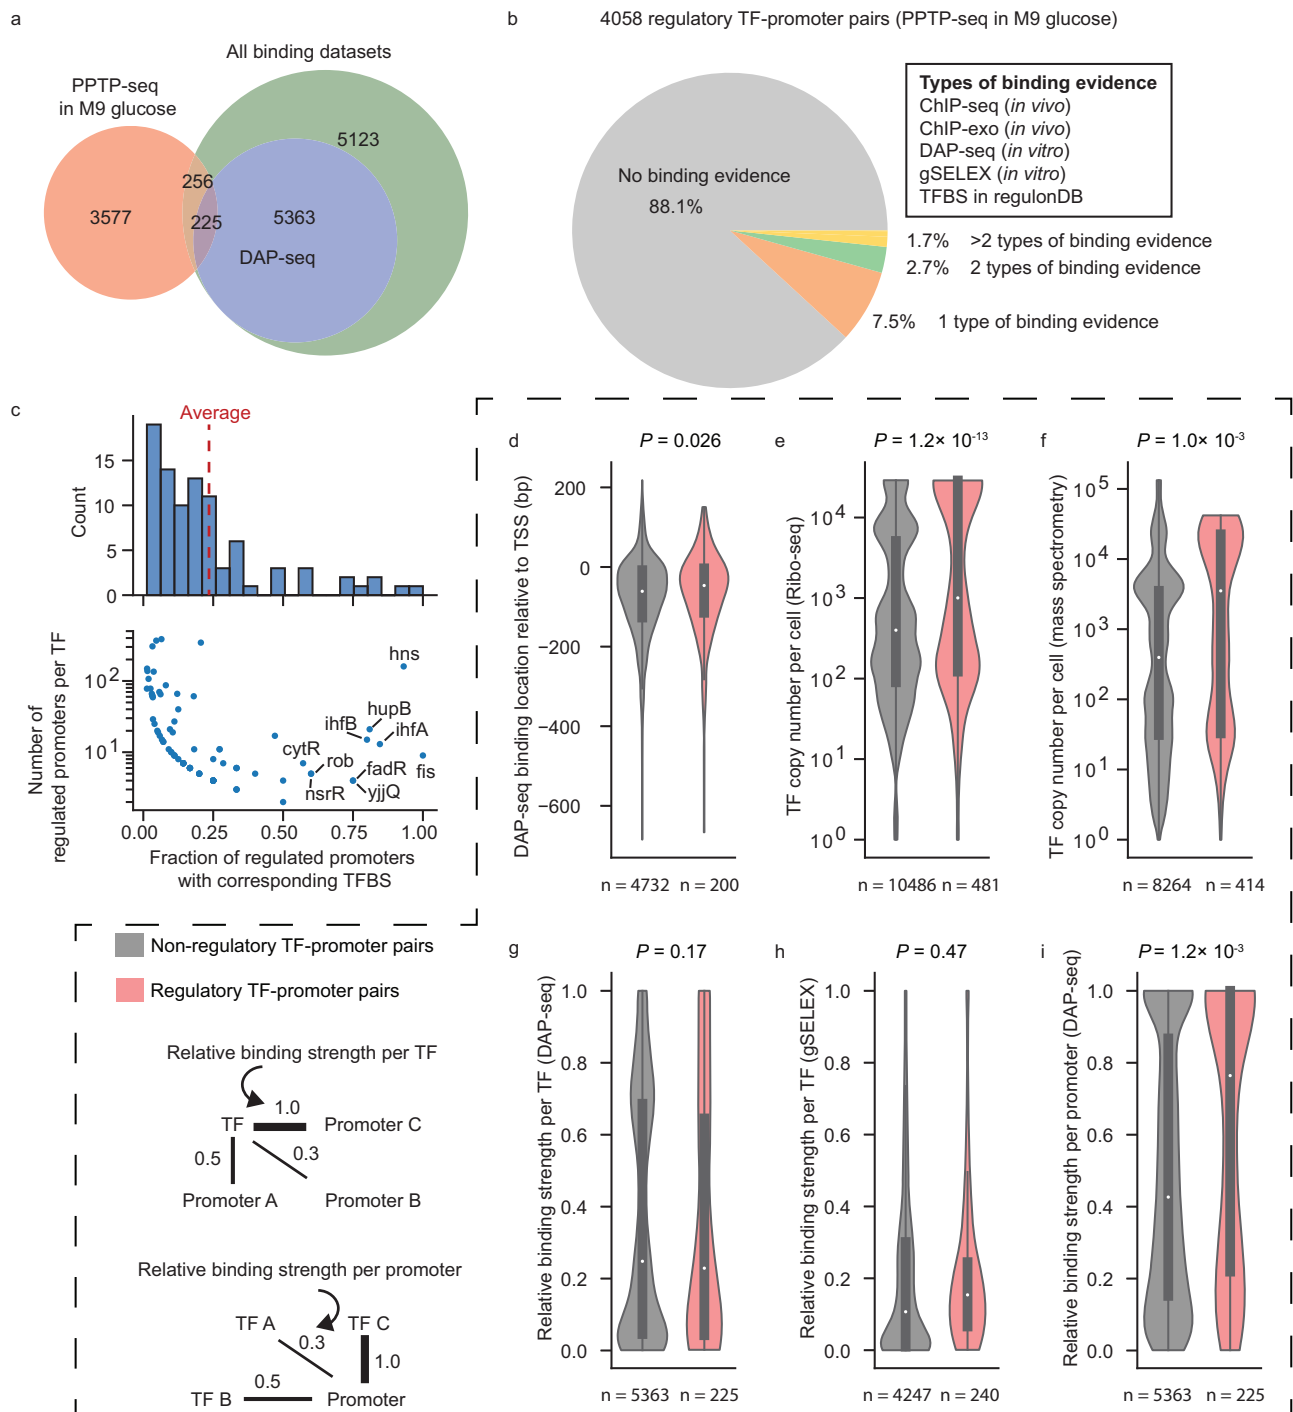 a
All binding datasets
PPTP-seq
in M9 glucose
5123
256
3577
225
5363
DAP-seq
b
4058 regulatory TF-promoter pairs (PPTP-seq in M9 glucose)
No binding evidence
88.1%
Types of binding evidence
ChIP-seq (in vivo)
ChIP-exo (in vivo)
DAP-seq (in vitro)
gSELEX (in vitro)
TFBS in regulonDB
1.7% >2 types of binding evidence
2.7% 2 types of binding evidence
7.5% 1 type of binding evidence
c
Average
Count
15
10
5
0
Number of
regulated promoters per TF
10²
10¹
hns
hupB
ihfB
ihfA
cytR
rob
fadR
fis
nsrR
yjjQ
0.00 0.25 0.50 0.75 1.00
Fraction of regulated promoters
with corresponding TFBS
d
P = 0.026
DAP-seq binding location relative to TSS (bp)
200
0
−200
−400
−600
n = 4732 n = 200
e
P = 1.2× 10⁻¹³
TF copy number per cell (Ribo-seq)
10⁴
10³
10²
10¹
10⁰
n = 10486 n = 481
f
P = 1.0× 10⁻³
TF copy number per cell (mass spectrometry)
10⁵
10⁴
10³
10²
10¹
10⁰
n = 8264 n = 414
Non-regulatory TF-promoter pairs
Regulatory TF-promoter pairs
Relative binding strength per TF
1.0
TF
Promoter C
0.5
0.3
Promoter A
Promoter B
Relative binding strength per promoter
TF A
TF C
0.3
1.0
0.5
TF B
Promoter
g
P = 0.17
Relative binding strength per TF (DAP-seq)
1.0
0.8
0.6
0.4
0.2
0.0
n = 5363 n = 225
h
P = 0.47
Relative binding strength per TF (gSELEX)
1.0
0.8
0.6
0.4
0.2
0.0
n = 4247 n = 240
i
P = 1.2× 10⁻³
Relative binding strength per promoter (DAP-seq)
1.0
0.8
0.6
0.4
0.2
0.0
n = 5363 n = 225